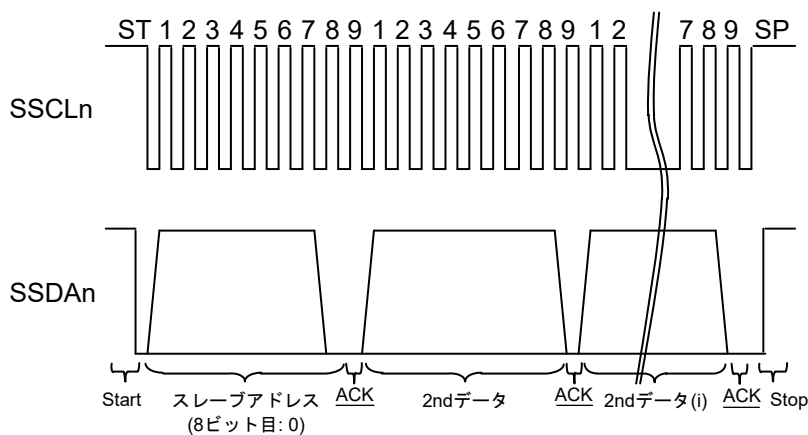 ST 1 2 3 4 5 6 7 8 9 1 2 3 4 5 6 7 8 9 1 2 7 8 9 SP
SSCLn
SSDAn
Start スレーブアドレス ACK 2ndデータ ACK 2ndデータ(i) ACK Stop
(8ビット目: 0)